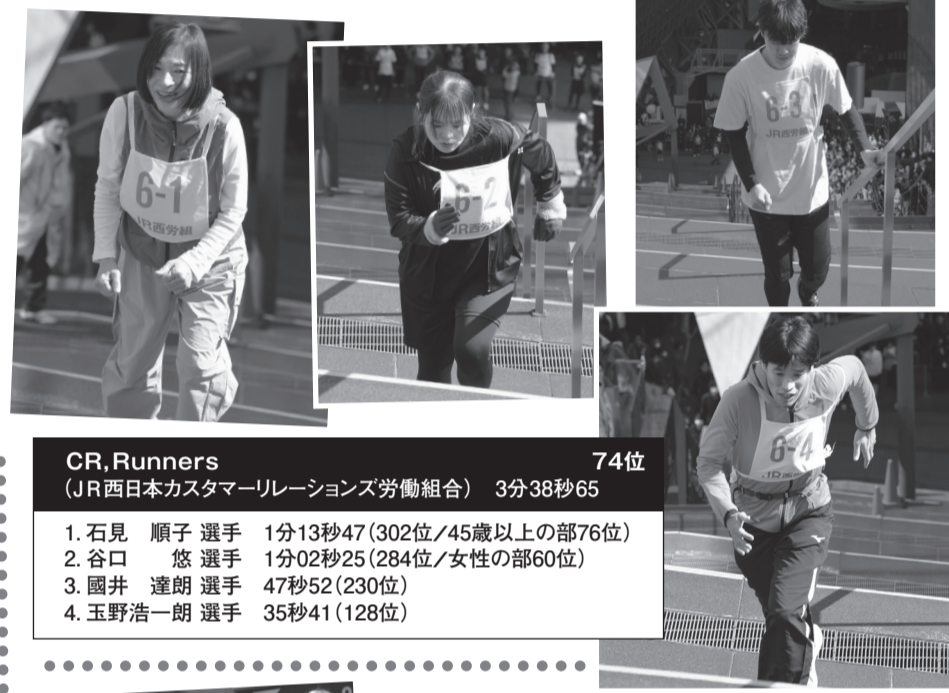 6-1
JR西労組
6-2
JR西労組
6-3
JR西労組
6-4
CR,Runners 74位
(JR西日本カスタマーリレーションズ労働組合) 3分38秒65
1. 石見 順子 選手 1分13秒47(302位/45歳以上の部76位)
2. 谷口 悠 選手 1分02秒25(284位/女性の部60位)
3. 國井 達朗 選手 47秒52(230位)
4. 玉野浩一朗 選手 35秒41(128位)